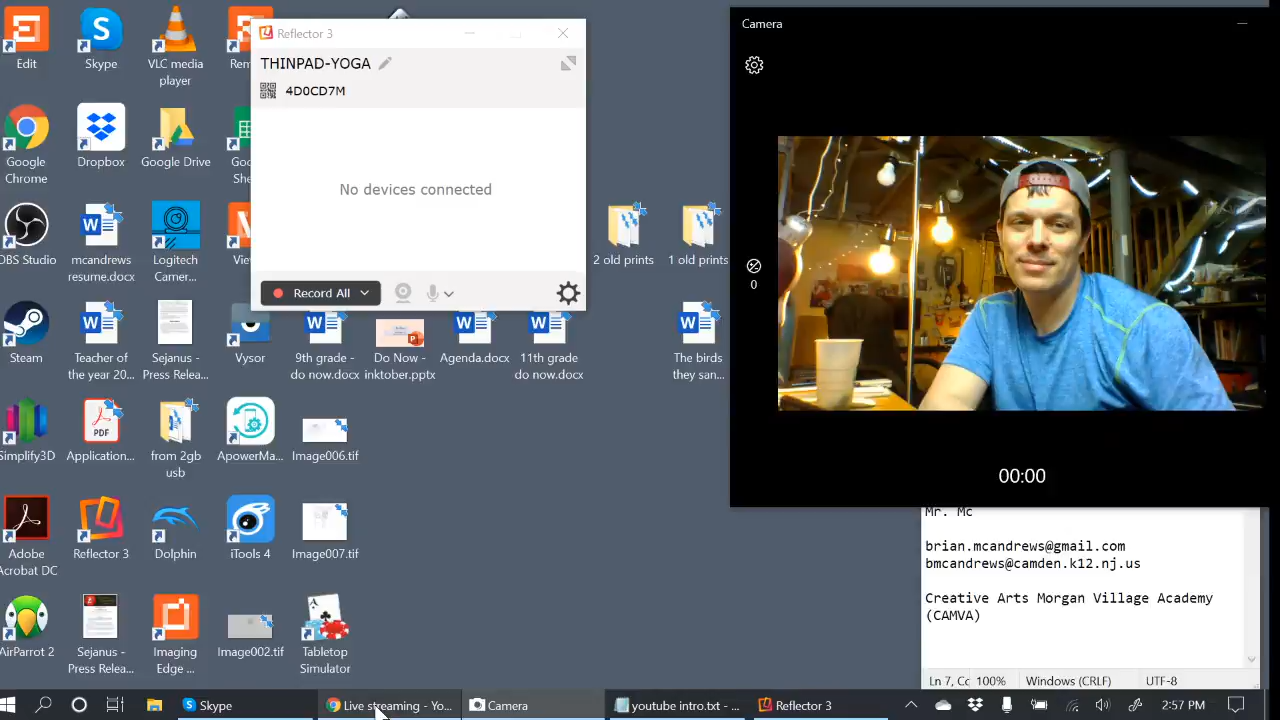 Reflector 3
THINPAD-YOGA
4D0CD7M
No devices connected
Record All
Camera
0
00:00
Edit
Skype
VLC media
player
Google
Chrome
Dropbox
Google Drive
OBS Studio
mcandrews
resume.docx
Logitech
Camer...
2 old prints
1 old prints
Steam
Teacher of
the year 20...
Sejanus -
Press Relea...
Vysor
9th grade -
do now.docx
Do Now -
inktober.pptx
Agenda.docx
11th grade
do now.docx
The birds
they san...
Simplify3D
PDF
Application...
from 2gb
usb
ApowerMa...
Image006.tif
Adobe
Acrobat DC
Reflector 3
Dolphin
iTools 4
Image007.tif
AirParrot 2
Sejanus -
Press Relea...
Imaging
Edge ...
Image002.tif
Tabletop
Simulator
Mr. Mc
brian.mcandrews@gmail.com
bmcandrews@camden.k12.nj.us
Creative Arts Morgan Village Academy
(CAMVA)
Ln 7, Cc 100% Windows (CRLF) UTF-8
Skype
Live streaming - Yo...
Camera
youtube intro.txt - ...
Reflector 3
2:57 PM